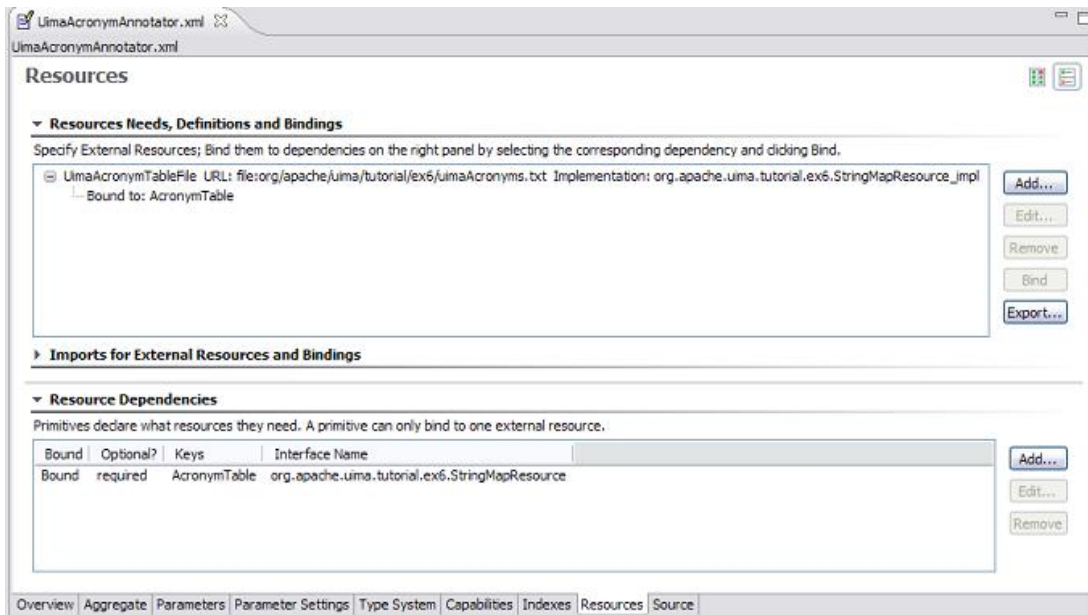 UimaAcronymAnnotator.xml
UimaAcronymAnnotator.xml
Resources
Resources Needs, Definitions and Bindings
Specify External Resources; Bind them to dependencies on the right panel by selecting the corresponding dependency and clicking Bind.
UimaAcronymTableFile URL: file:org/apache/uima/tutorial/ex6/uimaAcronyms.txt Implementation: org.apache.uima.tutorial.ex6.StringMapResource_impl
Bound to: AcronymTable
Add...
Edit...
Remove
Bind
Export...
Imports for External Resources and Bindings
Resource Dependencies
Primitives declare what resources they need. A primitive can only bind to one external resource.
Bound Optional? Keys Interface Name
Bound required AcronymTable org.apache.uima.tutorial.ex6.StringMapResource
Add...
Edit...
Remove
Overview Aggregate Parameters Parameter Settings Type System Capabilities Indexes Resources Source